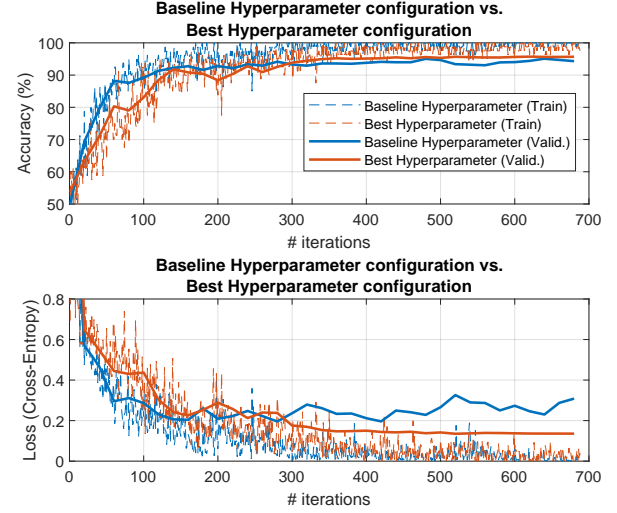 Baseline Hyperparameter configuration vs.
Best Hyperparameter configuration
Accuracy (%)
100
90
80
70
60
50
Baseline Hyperparameter (Train)
Best Hyperparameter (Train)
Baseline Hyperparameter (Valid.)
Best Hyperparameter (Valid.)
0 100 200 300 400 500 600 700
# iterations
Baseline Hyperparameter configuration vs.
Best Hyperparameter configuration
Loss (Cross-Entropy)
0.8
0.6
0.4
0.2
0
0 100 200 300 400 500 600 700
# iterations